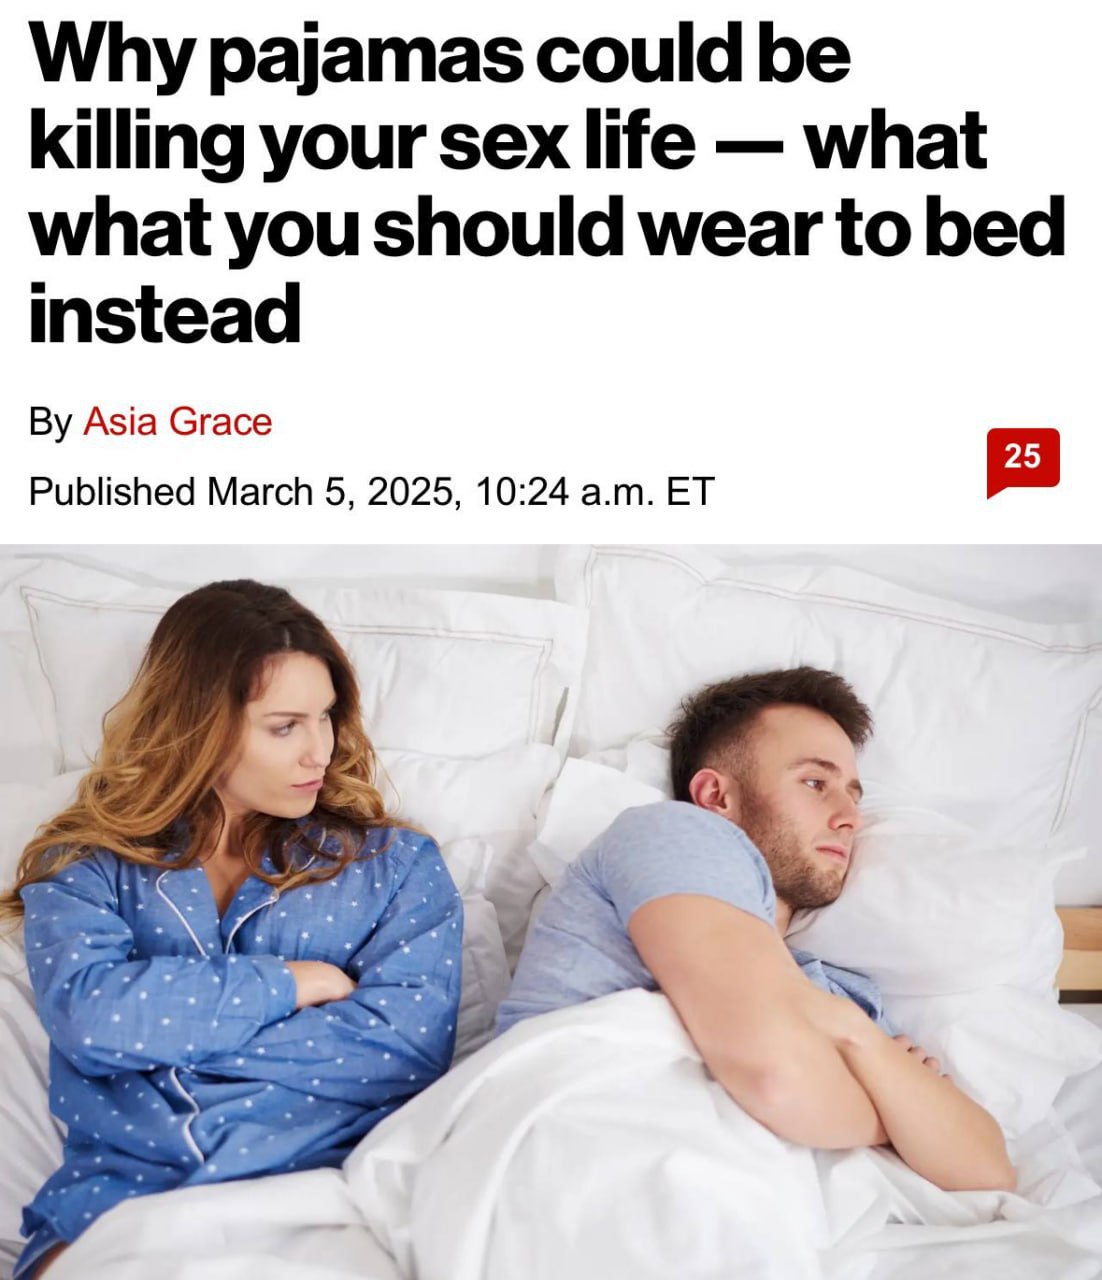 Why pajamas could be
killing your sex life — what
what you should wear to bed
instead
By Asia Grace
25
Published March 5, 2025, 10:24 a.m. ET